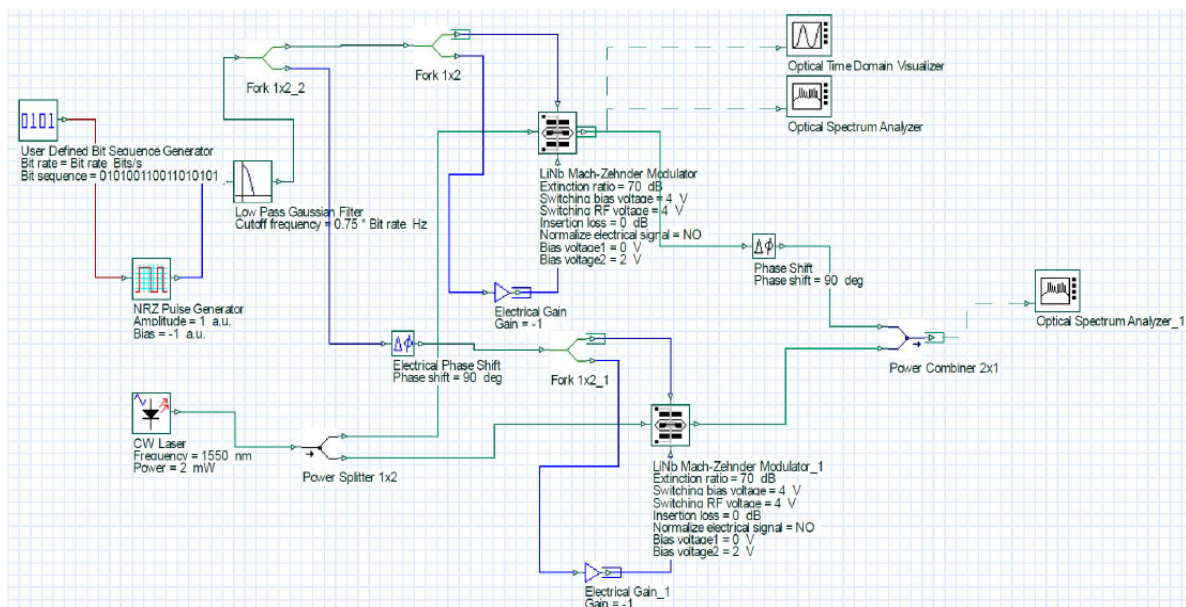 Fork 1x2_2
Fork 1x2
Optical Time Domain Visualizer
Optical Spectrum Analyzer
0101
User Defined Bit Sequence Generator
Bit rate = Bit rate Bits/s
Bit sequence = 010100110011010101
Low Pass Gaussian Filter
Cutoff frequency = 0.75 * Bit rate Hz
LiNb Mach-Zehnder Modulator
Extinction ratio = 70 dB
Switching bias voltage = 4 V
Switching RF voltage = 4 V
Insertion loss = 0 dB
Normalize electrical signal = NO
Bias voltage1 = 0 V
Bias voltage2 = 2 V
ΔΦ
Phase Shift
Phase shift = 90 deg
NRZ Pulse Generator
Amplitude = 1 a.u.
Bias = -1 a.u.
Electrical Gain
Gain = -1
Optical Spectrum Analyzer_1
ΔΦ
Electrical Phase Shift
Phase shift = 90 deg
Fork 1x2_1
Power Combiner 2x1
CW Laser
Frequency = 1550 nm
Power = 2 mW
Power Splitter 1x2
LiNb Mach-Zehnder Modulator_1
Extinction ratio = 70 dB
Switching bias voltage = 4 V
Switching RF voltage = 4 V
Insertion loss = 0 dB
Normalize electrical signal = NO
Bias voltage1 = 0 V
Bias voltage2 = 2 V
Electrical Gain_1
Gain = -1